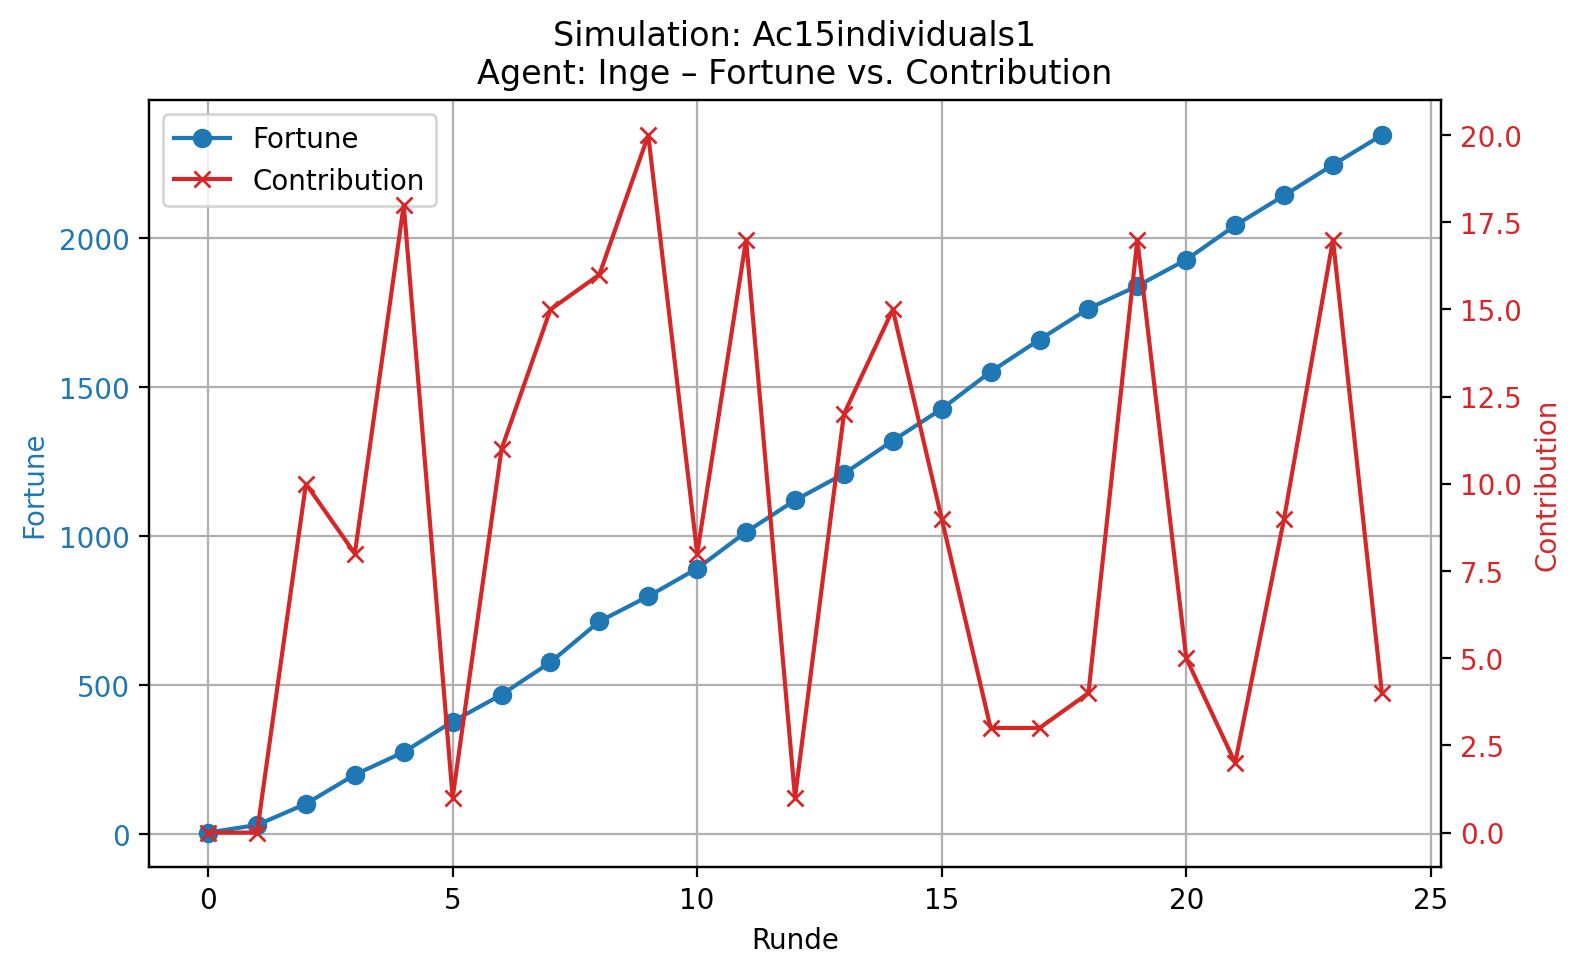 Simulation: Ac15individuals1
Agent: Inge – Fortune vs. Contribution
Fortune
Contribution
2000
1500
1000
500
0
Fortune
20.0
17.5
15.0
12.5
10.0
7.5
5.0
2.5
0.0
Contribution
0 5 10 15 20 25
Runde